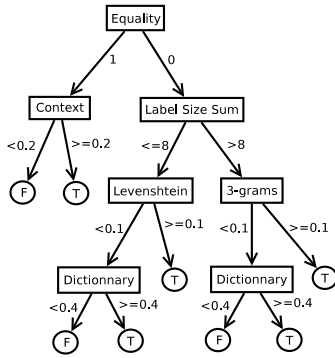 Equality
1 0
Context Label Size Sum
<0.2 >=0.2 <=8 >8
F T Levenshtein 3-grams
<0.1 >=0.1 <0.1 >=0.1
Dictionnary T Dictionnary T
<0.4 >=0.4 <0.4 >=0.4
F T F T